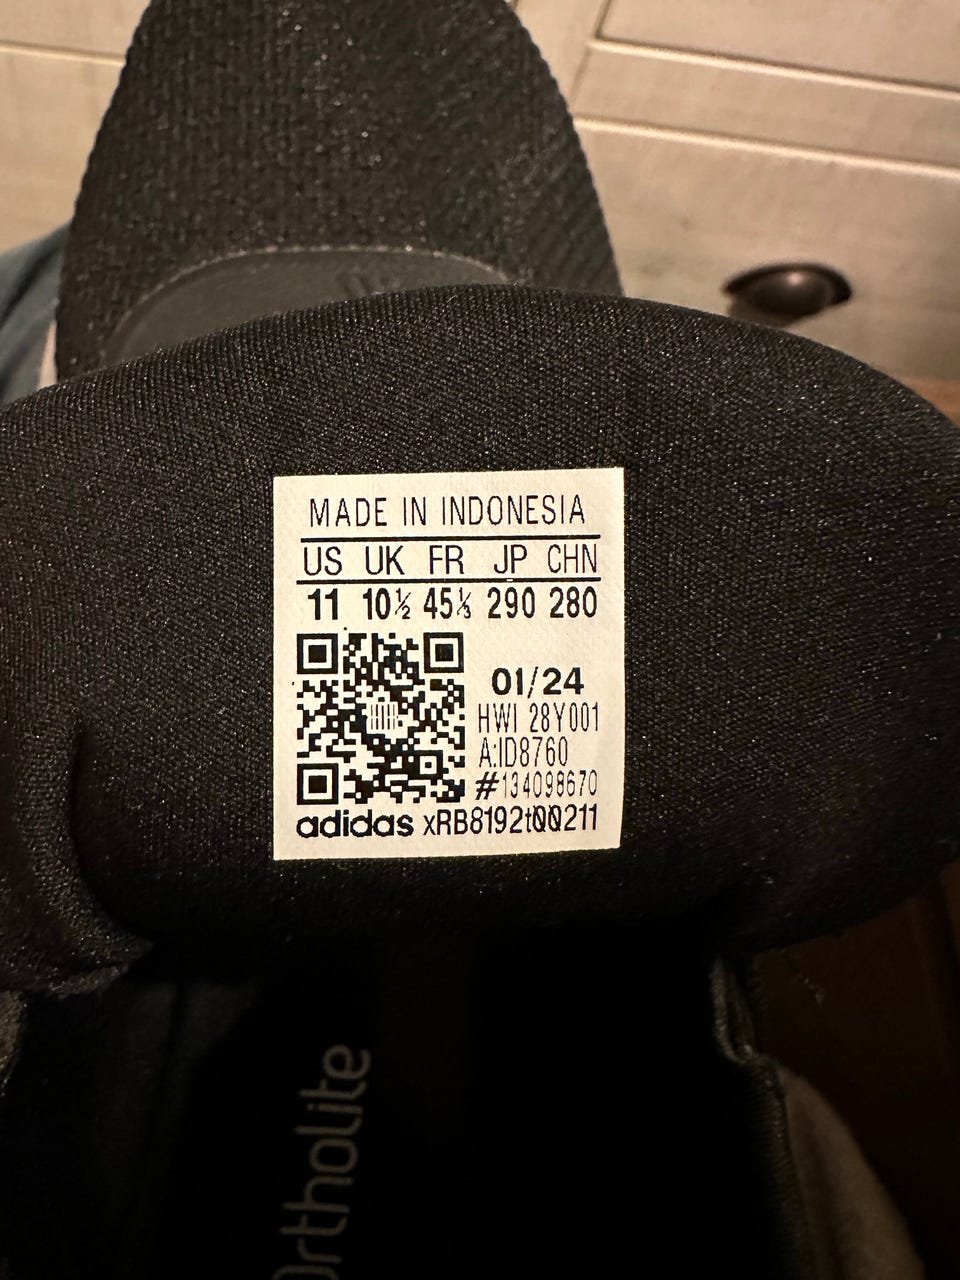 MADE IN INDONESIA
US UK FR JP CHN
11 10½ 45⅓ 290 280
01/24
HWI 28Y001
A:ID8760
#134098670
adidas xRB8192t00211
Ortholite